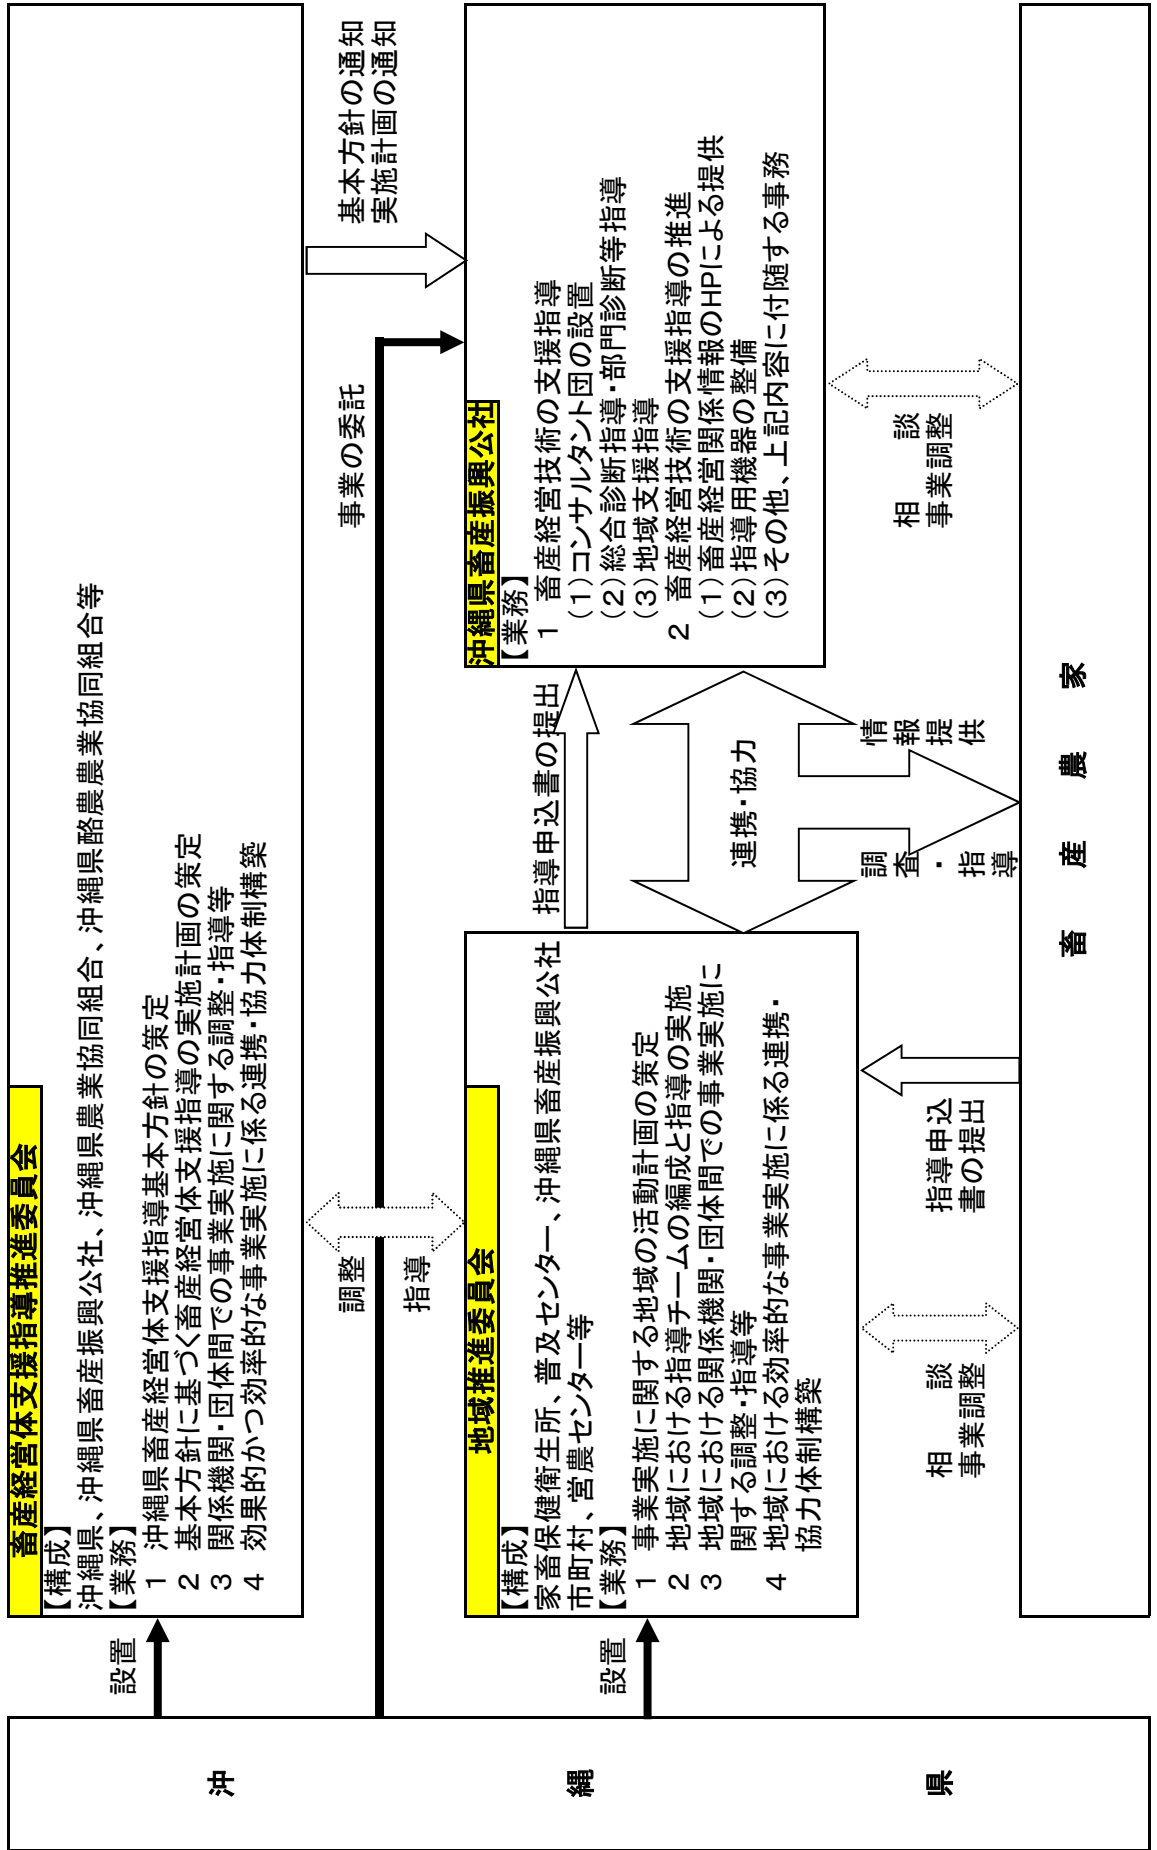 沖　縄　県
設置
畜産経営体支援指導推進委員会
【構成】
沖縄県、沖縄県畜産振興公社、沖縄県農業協同組合、沖縄県酪農農業協同組合等
【業務】
１　沖縄県畜産経営体支援指導基本方針の策定
２　基本方針に基づく畜産経営体支援指導の実施計画の策定
３　関係機関・団体間での事業実施に関する調整・指導等
４　効果的かつ効率的な事業実施に係る連携・協力体制構築
調整
指導
事業の委託
基本方針の通知
実施計画の通知
設置
地域推進委員会
【構成】
家畜保健衛生所、普及センター、沖縄県畜産振興公社
市町村、営農センター等
【業務】
１　事業実施に関する地域の活動計画の策定
２　地域における指導チームの編成と指導の実施
３　地域における関係機関・団体間での事業実施に
関する調整・指導等
４　地域における効率的な事業実施に係る連携・
協力体制構築
指導申込書の提出
連携・協力
沖縄県畜産振興公社
【業務】
１　畜産経営技術の支援指導
（１）コンサルタント団の設置
（２）総合診断指導・部門診断等指導
（３）地域支援指導
２　畜産経営技術の支援指導の推進
（１）畜産経営関係情報のHPによる提供
（２）指導用機器の整備
（３）その他、上記内容に付随する事務
相　談
事業調整
指導申込
書の提出
調査・指導
情報提供
相　談
事業調整
畜　産　農　家